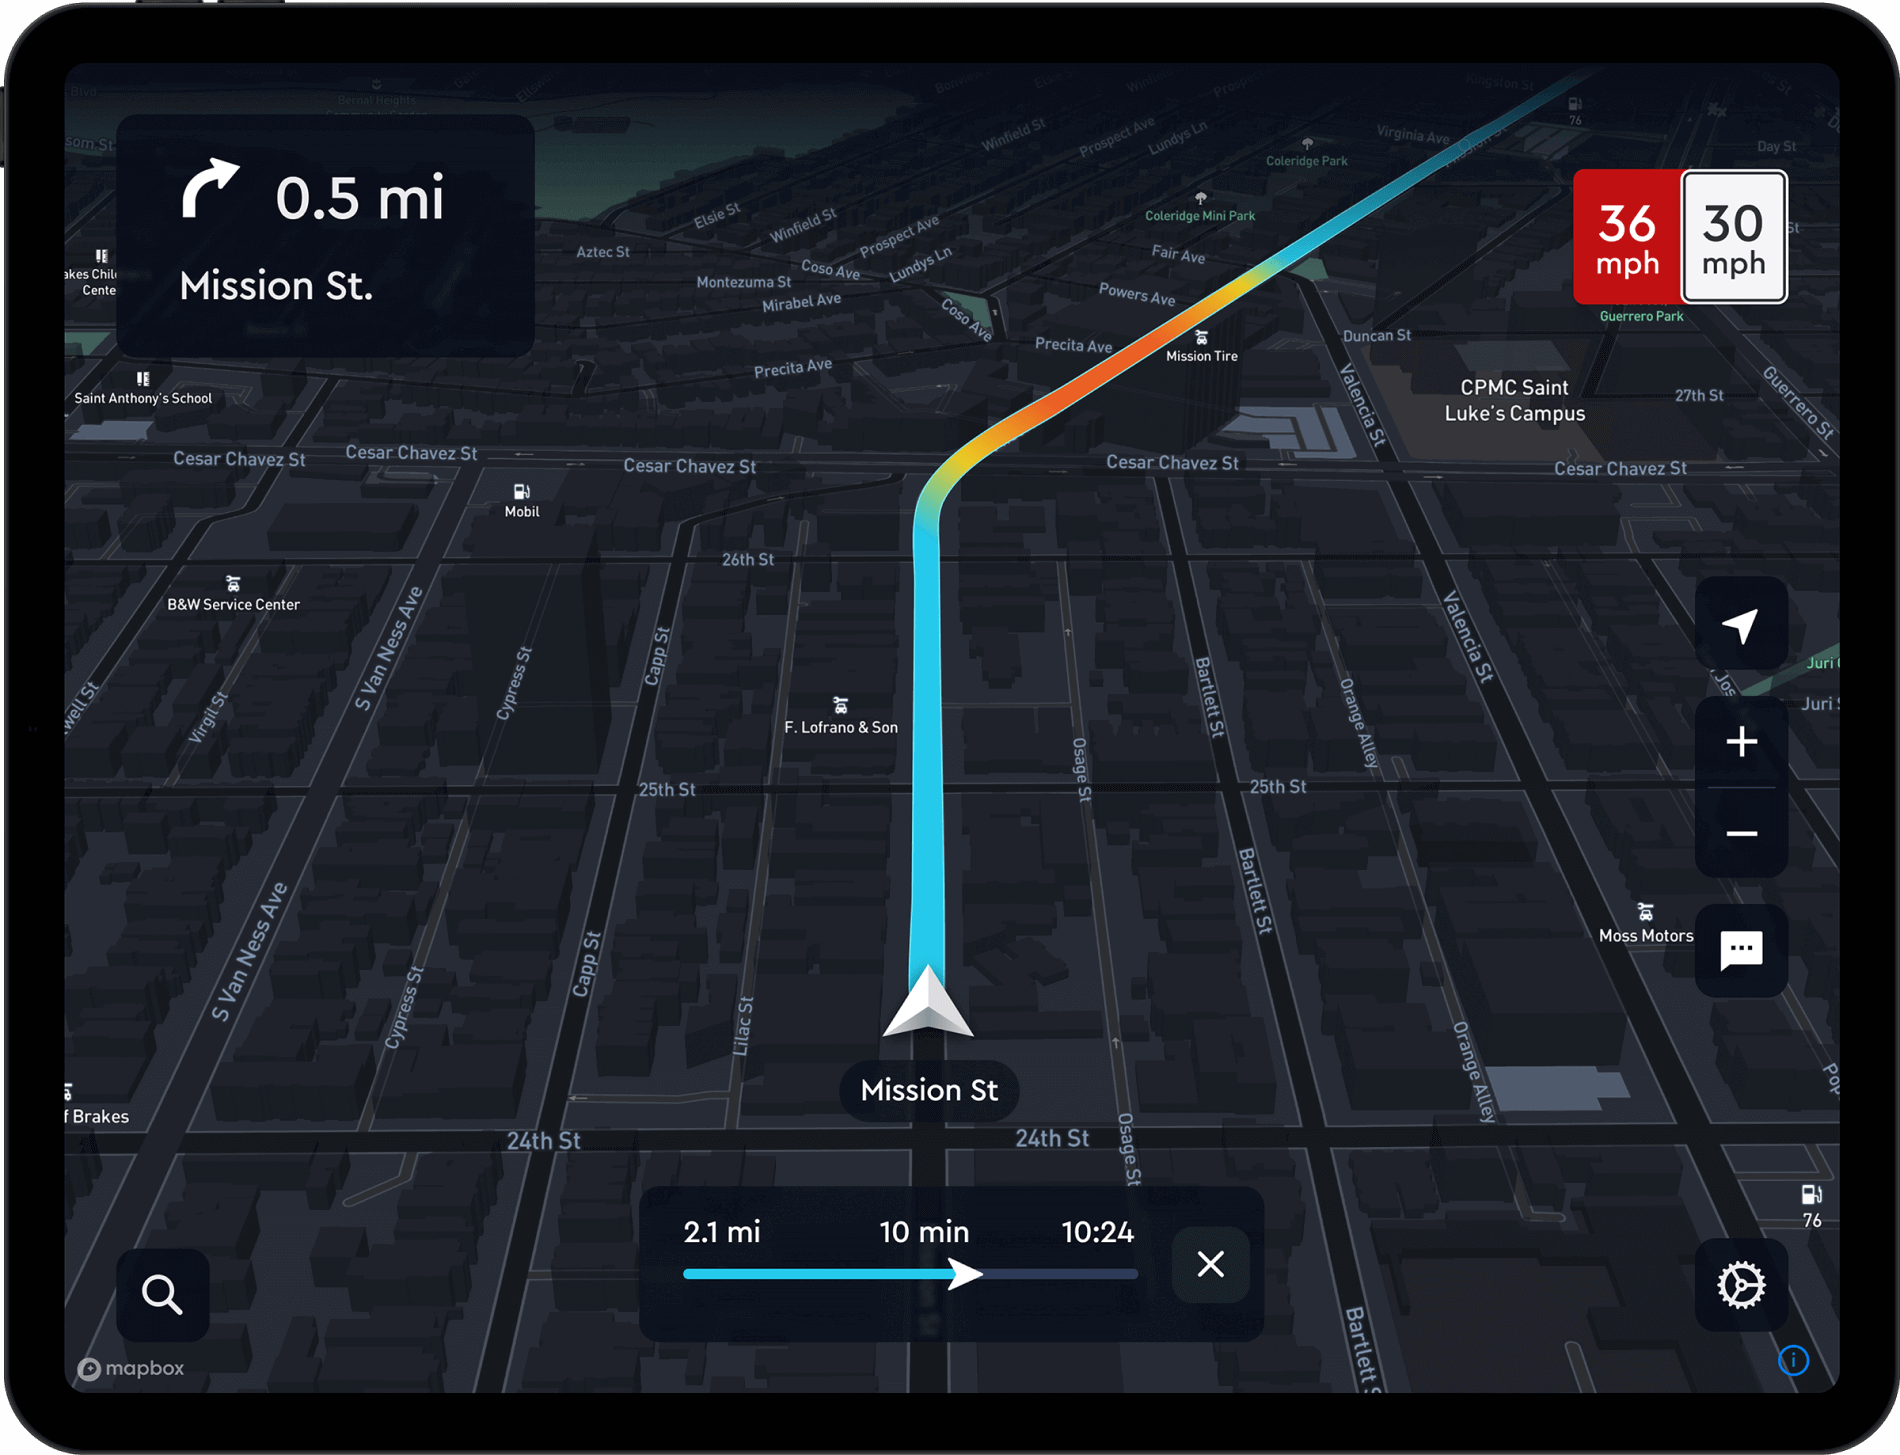 Bernal Heights
Kingston St
76
Winfield St
Prospect Ave
Lundys Ln
Virginia Ave
Day St
Coleridge Park
0.5 mi
Mission St.
Coleridge Mini Park
36
mph
30
mph
Elsie St
Winfield St
Prospect Ave
Aztec St
Coso Ave
Lundys Ln
Fair Ave
Montezuma St
Mirabel Ave
Powers Ave
Coso Ave
Guerrero Park
Precita Ave
Mission Tire
Duncan St
Precita Ave
Valencia St
Guerrero St
CPMC Saint
Luke's Campus
27th St
Saint Anthony's School
Cesar Chavez St
Cesar Chavez St
Cesar Chavez St
Cesar Chavez St
Cesar Chavez St
Mobil
26th St
B&W Service Center
S Van Ness Ave
Cypress St
Capp St
Virgil St
Valencia St
Bartlett St
Orange Alley
F. Lofrano & Son
Osage St
Juri
Juri
25th St
25th St
Bartlett St
S Van Ness Ave
Cypress St
Capp St
Lilac St
Moss Motors
Orange Alley
Mission St
f Brakes
24th St
24th St
Osage St
76
2.1 mi
10 min
10:24
Bartlett S
mapbox